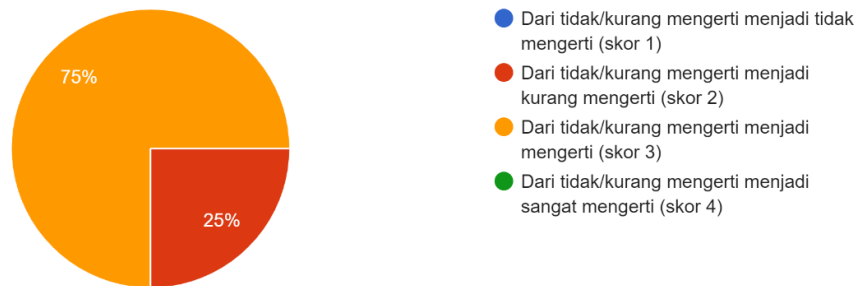 75%
25%
Dari tidak/kurang mengerti menjadi tidak
mengerti (skor 1)
Dari tidak/kurang mengerti menjadi
kurang mengerti (skor 2)
Dari tidak/kurang mengerti menjadi
mengerti (skor 3)
Dari tidak/kurang mengerti menjadi
sangat mengerti (skor 4)